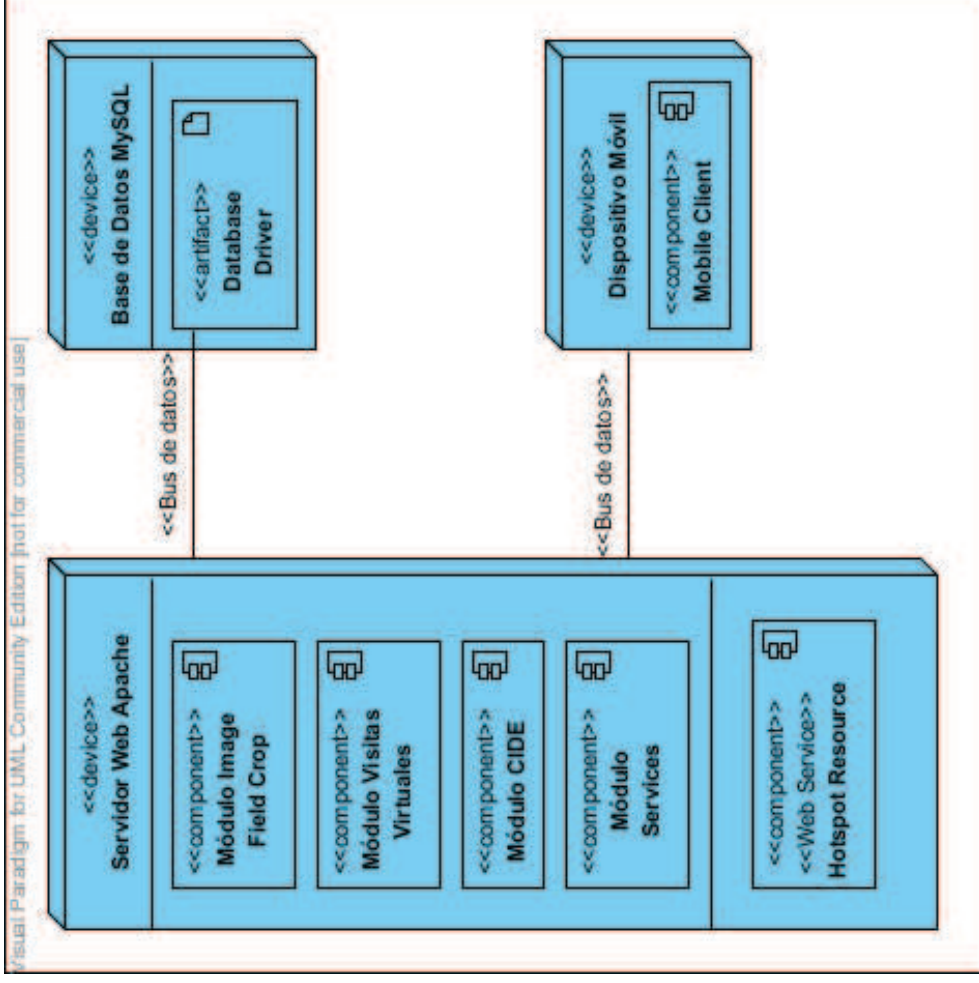 Visual Paradigm for UML Community Edition [not for commercial use]
<<device>>
Servidor Web Apache
<<component>>
Módulo Image
Field Crop
<<component>>
Módulo Visitas
Virtuales
<<component>>
Módulo CIDE
<<component>>
Módulo
Services
<<component>>
<<Web Service>>
Hotspot Resource
<<Bus de datos>>
<<Bus de datos>>
<<device>>
Base de Datos MySQL
<<artifact>>
Database
Driver
<<device>>
Dispositivo Móvil
<<component>>
Mobile Client